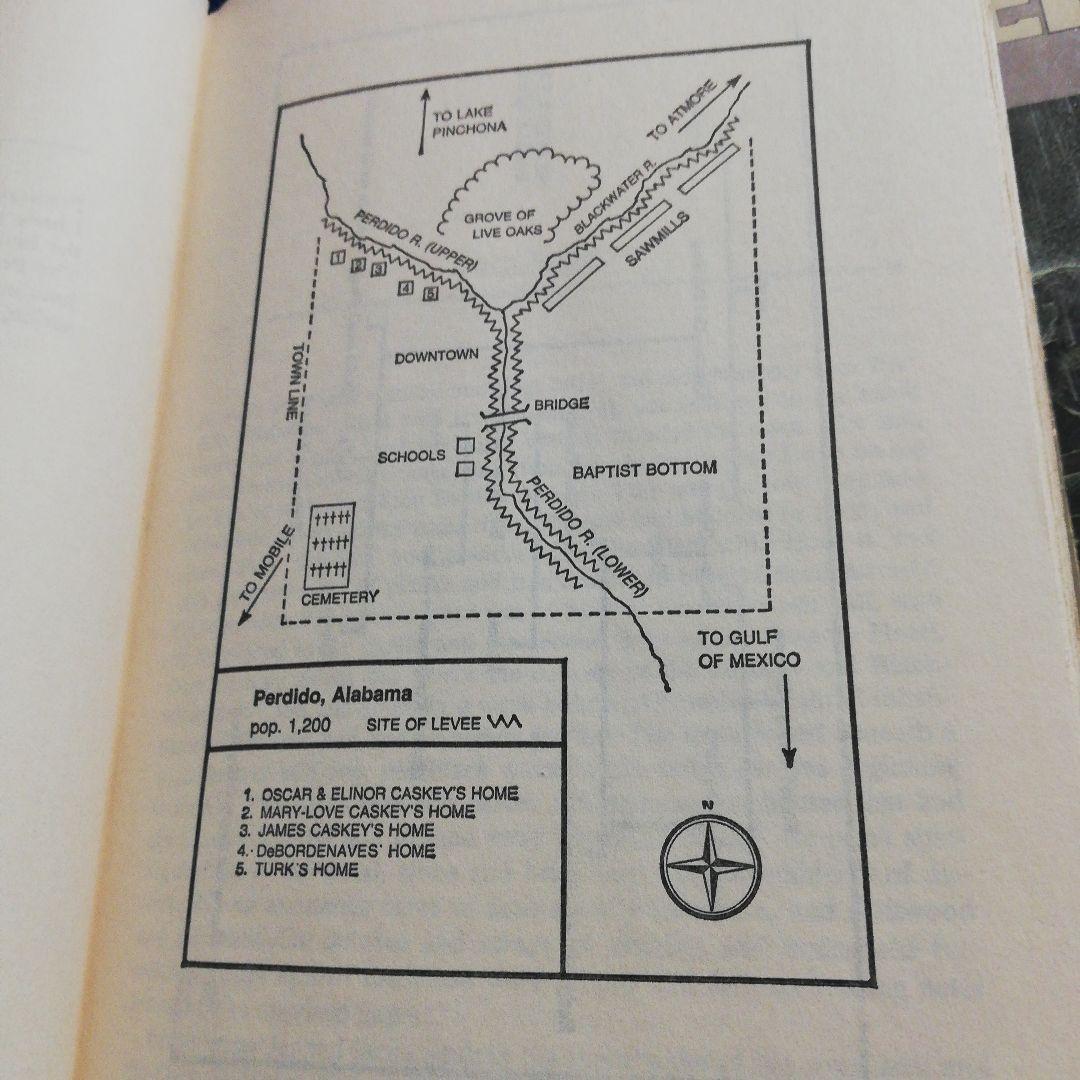 TO LAKE
PINCHONA
TO ATMORE
GROVE OF
LIVE OAKS
BLACKWATER R.
PERDIDO R. (UPPER)
SAWMILLS
1
2
3
4
5
TOWN LINE
DOWNTOWN
BRIDGE
SCHOOLS
BAPTIST BOTTOM
PERDIDO R. (LOWER)
TO MOBILE
CEMETERY
TO GULF
OF MEXICO
Perdido, Alabama
pop. 1,200 SITE OF LEVEE
1. OSCAR & ELINOR CASKEY'S HOME
2. MARY-LOVE CASKEY'S HOME
3. JAMES CASKEY'S HOME
4. DeBORDENAVES' HOME
5. TURK'S HOME
N